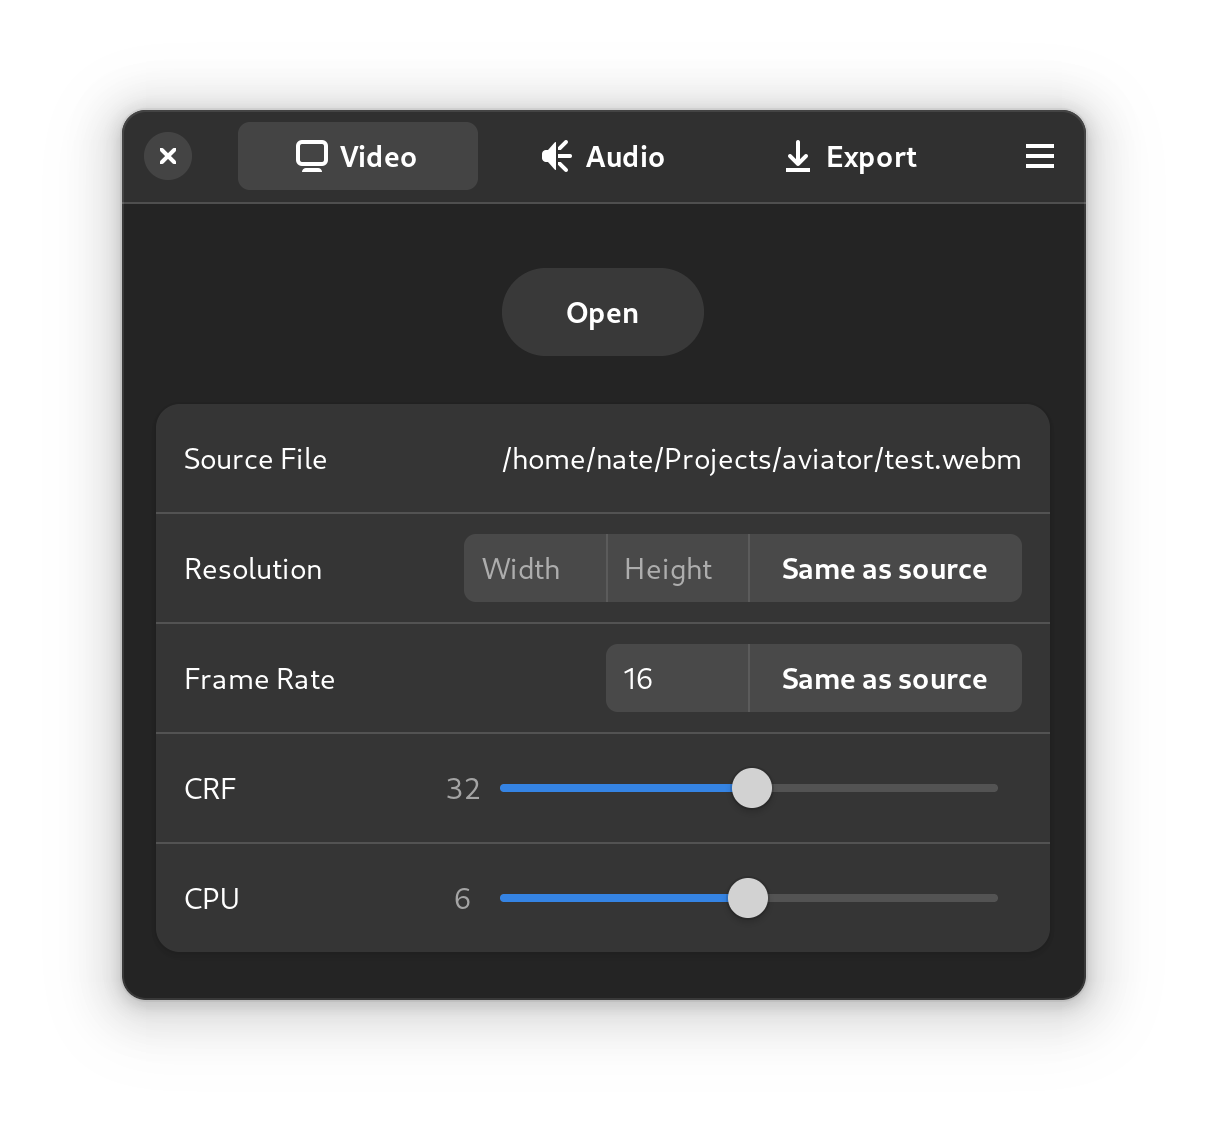 Video Audio Export
Open
Source File /home/nate/Projects/aviator/test.webm
Resolution Width Height Same as source
Frame Rate 16 Same as source
CRF 32
CPU 6